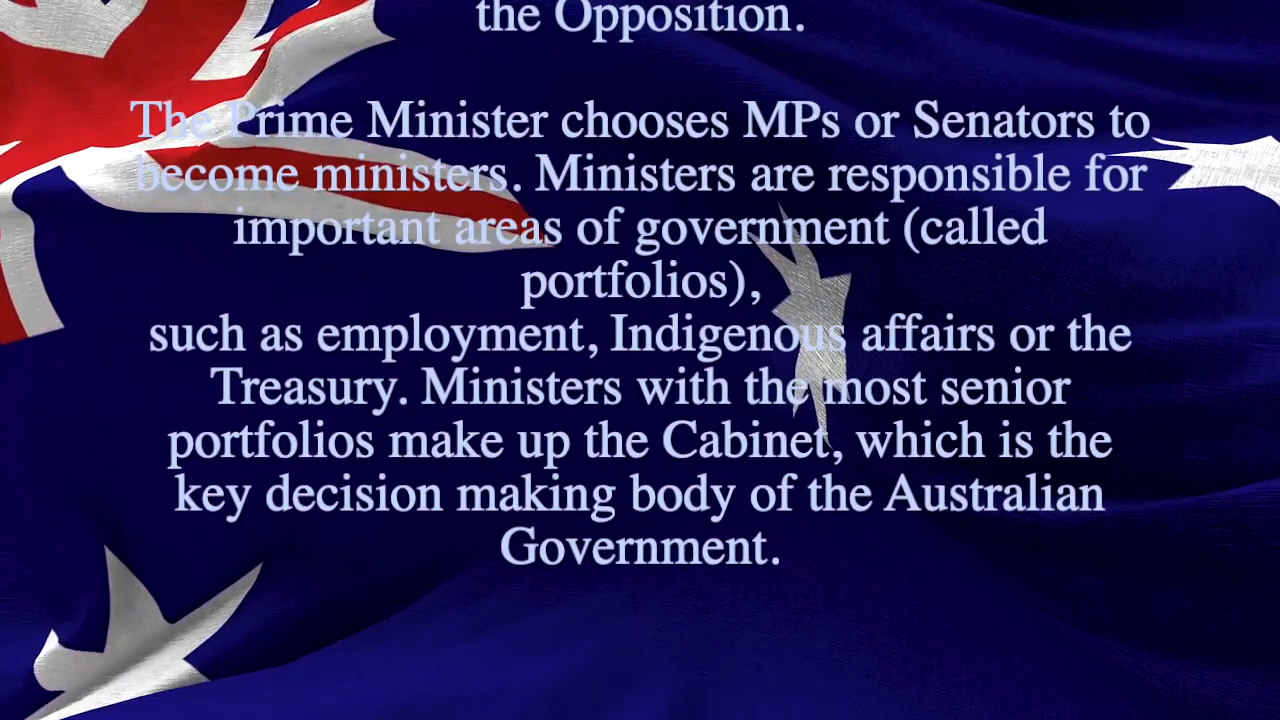 the Opposition.
The Prime Minister chooses MPs or Senators to
become ministers. Ministers are responsible for
important areas of government (called
portfolios),
such as employment, Indigenous affairs or the
Treasury. Ministers with the most senior
portfolios make up the Cabinet, which is the
key decision making body of the Australian
Government.